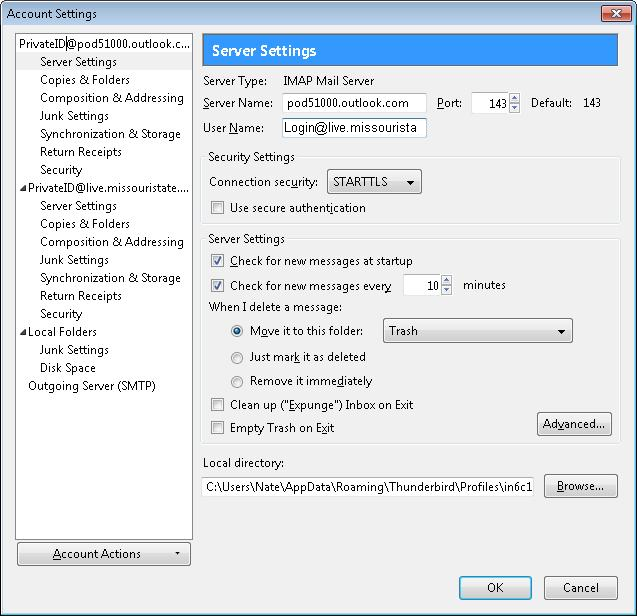 Account Settings
PrivateID@pod51000.outlook.c...
Server Settings
Copies & Folders
Composition & Addressing
Junk Settings
Synchronization & Storage
Return Receipts
Security
PrivateID@live.missouristate....
Server Settings
Copies & Folders
Composition & Addressing
Junk Settings
Synchronization & Storage
Return Receipts
Security
Local Folders
Junk Settings
Disk Space
Outgoing Server (SMTP)
Account Actions
Server Settings
Server Type: IMAP Mail Server
Server Name: pod51000.outlook.com Port: 143 Default: 143
User Name: Login@live.missourista
Security Settings
Connection security: STARTTLS
Use secure authentication
Server Settings
Check for new messages at startup
Check for new messages every 10 minutes
When I delete a message:
Move it to this folder: Trash
Just mark it as deleted
Remove it immediately
Clean up ("Expunge") Inbox on Exit
Empty Trash on Exit
Advanced...
Local directory:
C:\Users\Nate\AppData\Roaming\Thunderbird\Profiles\in6c1 Browse...
OK Cancel